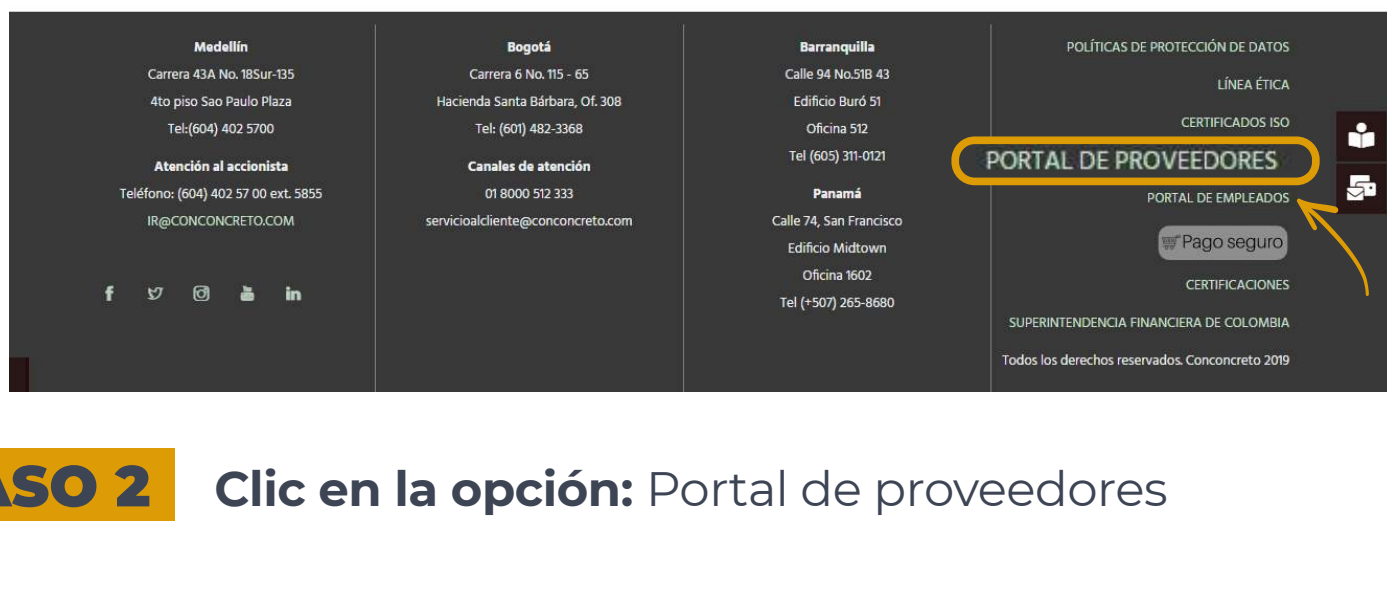 Medellín
Carrera 43A No. 18Sur-135
4to piso Sao Paulo Plaza
Tel:(604) 402 5700
Atención al accionista
Teléfono: (604) 402 57 00 ext. 5855
IR@CONCONCRETO.COM
Bogotá
Carrera 6 No. 115 - 65
Hacienda Santa Bárbara, Of. 308
Tel: (601) 482-3368
Canales de atención
01 8000 512 333
servicioalcliente@conconcreto.com
Barranquilla
Calle 94 No.51B 43
Edificio Buró 51
Oficina 512
Tel (605) 311-0121
Panamá
Calle 74, San Francisco
Edificio Midtown
Oficina 1602
Tel (+507) 265-8680
POLÍTICAS DE PROTECCIÓN DE DATOS
LÍNEA ÉTICA
CERTIFICADOS ISO
PORTAL DE PROVEEDORES
PORTAL DE EMPLEADOS
Pago seguro
CERTIFICACIONES
SUPERINTENDENCIA FINANCIERA DE COLOMBIA
Todos los derechos reservados. Conconcreto 2019
ASO 2 Clic en la opción: Portal de proveedores